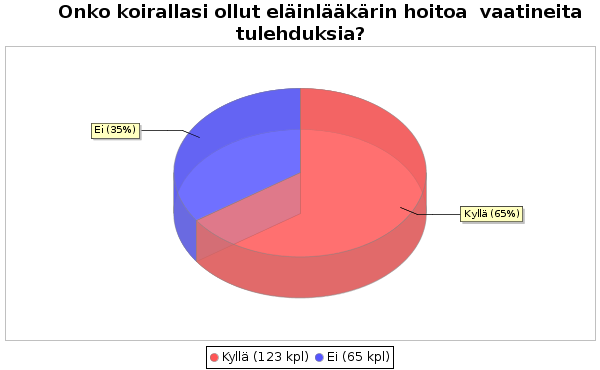 Onko koirallasi ollut eläinlääkärin hoitoa  vaatineita
tulehduksia?
Ei (35%)
Kyllä (65%)
Kyllä (123 kpl) Ei (65 kpl)